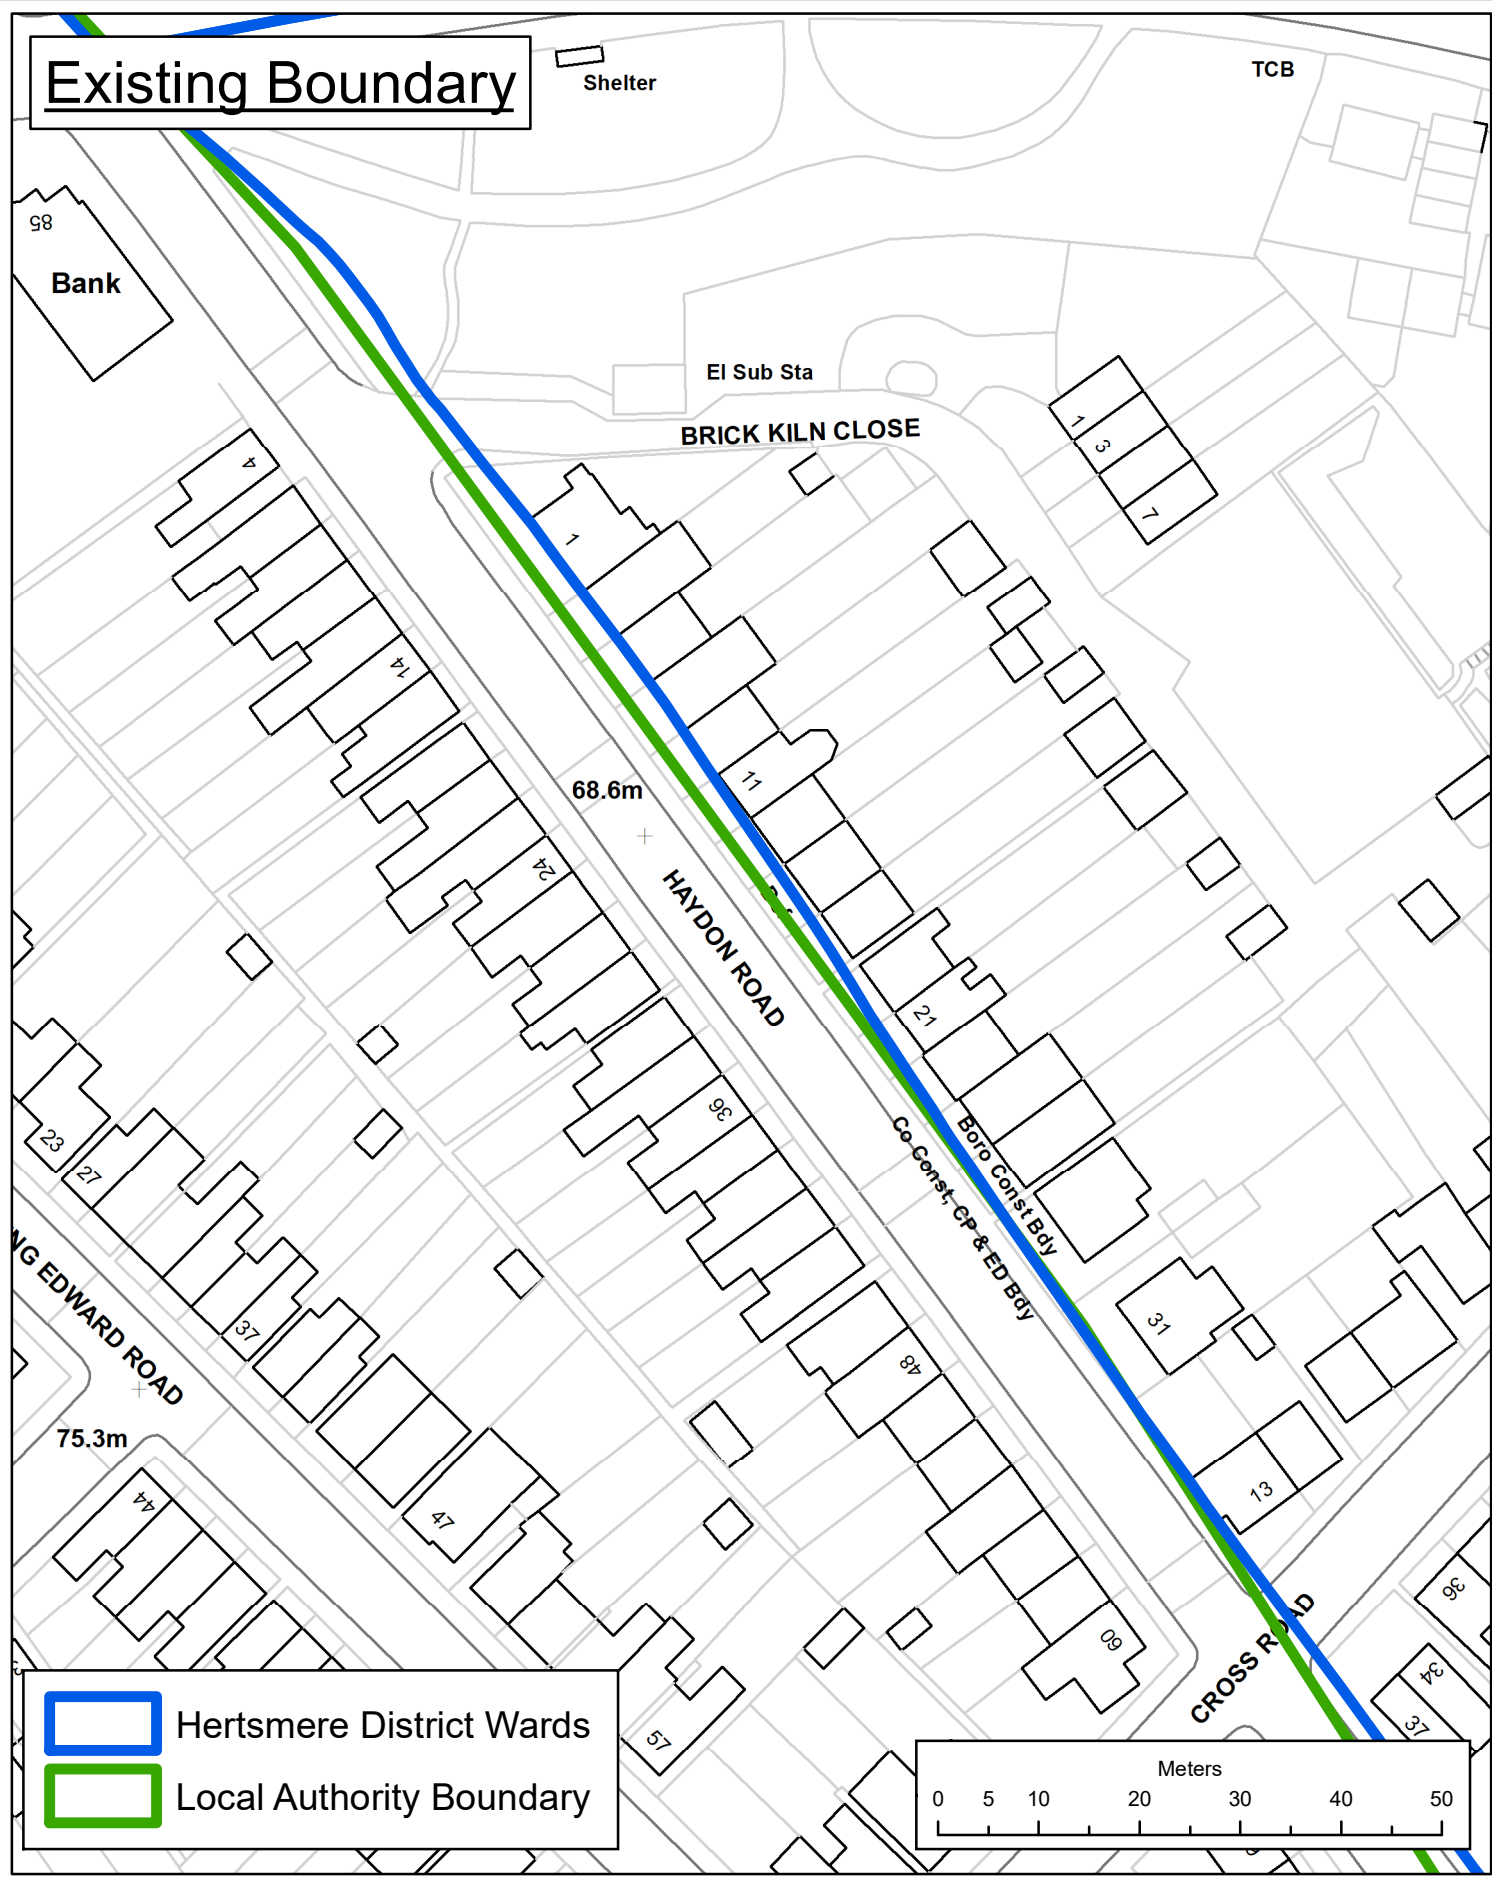 Existing Boundary
Shelter
TCB
85
Bank
El Sub Sta
BRICK KILN CLOSE
1
3
7
4
1
14
11
68.6m
24
HAYDON ROAD
21
36
23
27
Co Const, CP & ED Bdy
Boro Const Bdy
NG EDWARD ROAD
37
31
48
75.3m
44
47
13
60
36
CROSS ROAD
34
37
57
Hertsmere District Wards
Local Authority Boundary
Meters
0 5 10 20 30 40 50